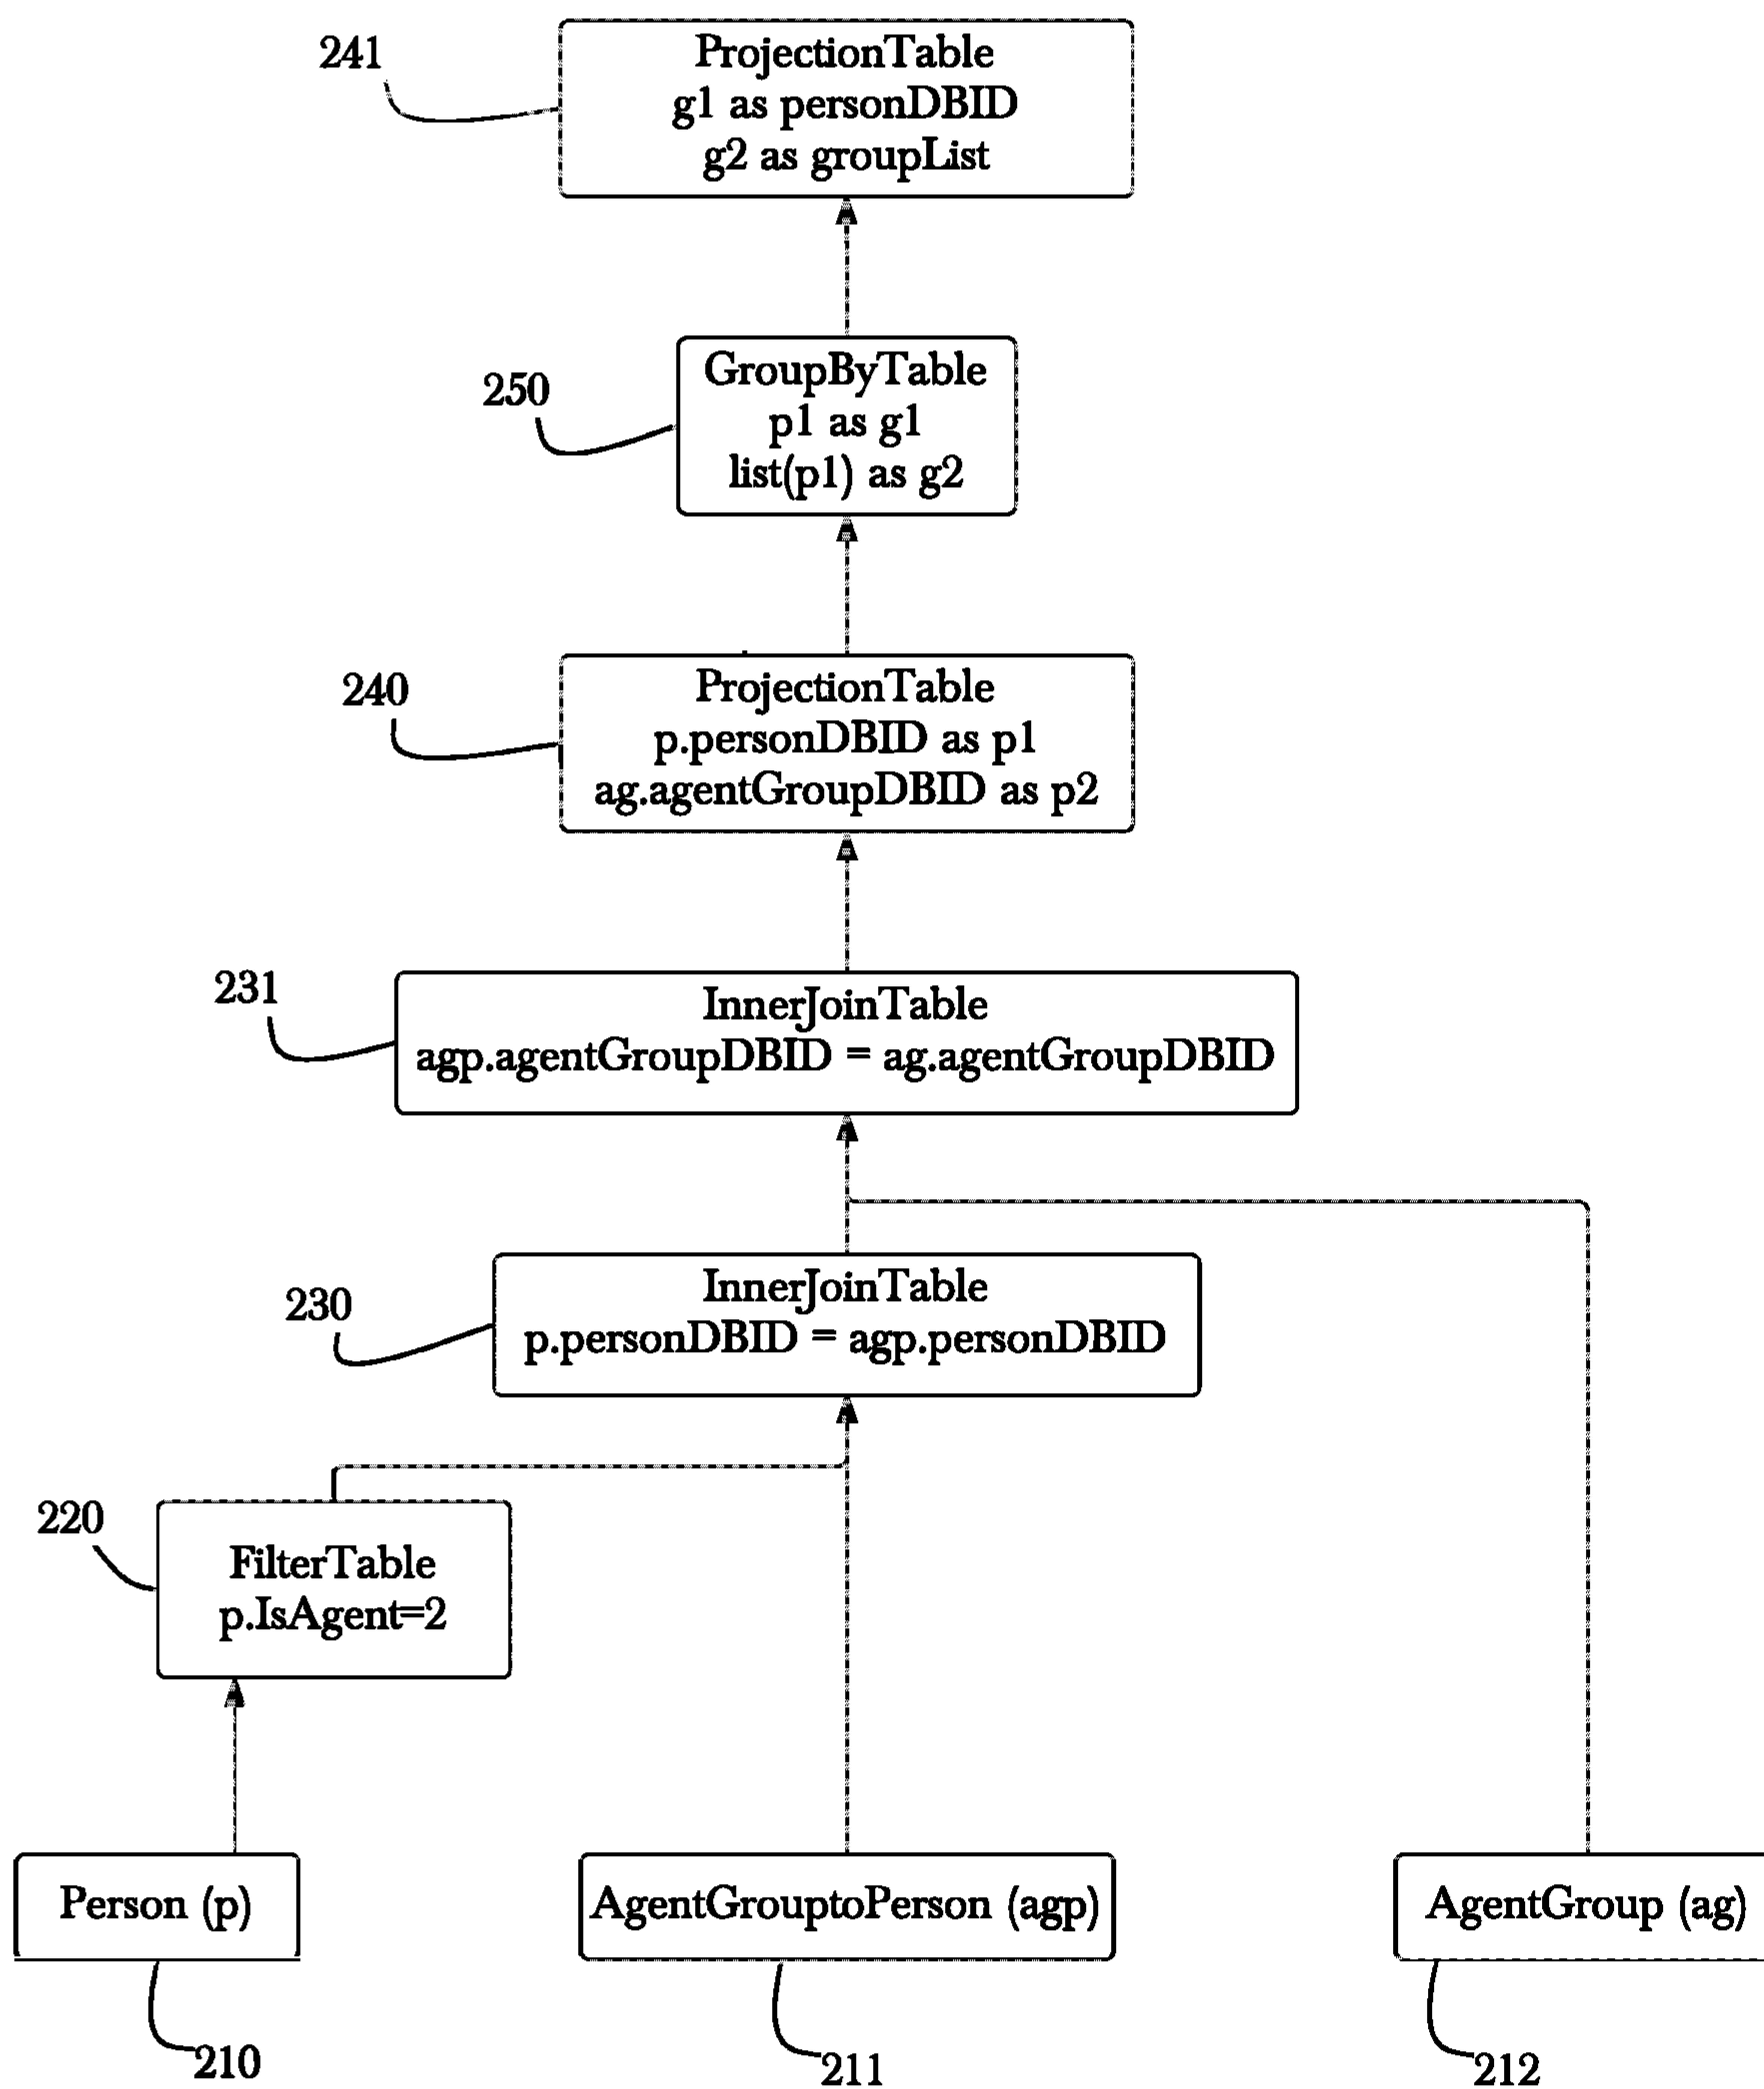 241
ProjectionTable
g1 as personDBID
g2 as groupList
250
GroupByTable
p1 as g1
list(p1) as g2
240
ProjectionTable
p.personDBID as p1
ag.agentGroupDBID as p2
231
InnerJoinTable
agp.agentGroupDBID = ag.agentGroupDBID
230
InnerJoinTable
p.personDBID = agp.personDBID
220
FilterTable
p.IsAgent=2
Person (p)
AgentGrouptoPerson (agp)
AgentGroup (ag)
210
211
212